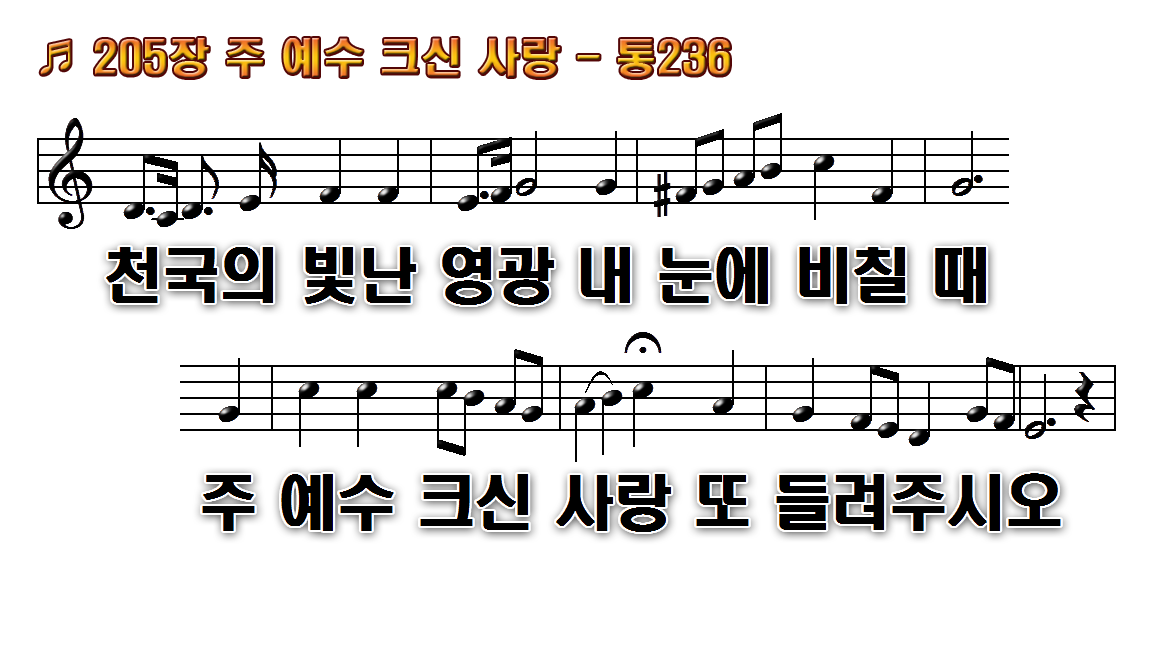 205장 주 예수 크신 사랑 - 통236
천국의 빛난 영광 내 눈에 비칠 때
주 예수 크신 사랑 또 들려주시오